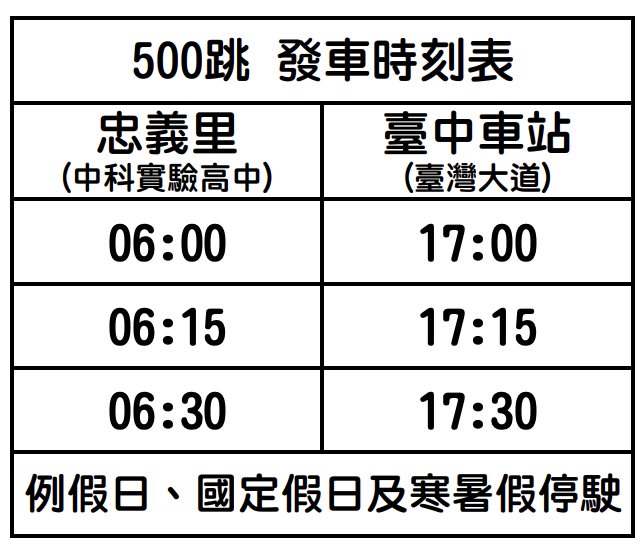 500跳 發車時刻表
忠義里 臺中車站
(中科實驗高中) (臺灣大道)
06:00 17:00
06:15 17:15
06:30 17:30
例假日、國定假日及寒暑假停駛